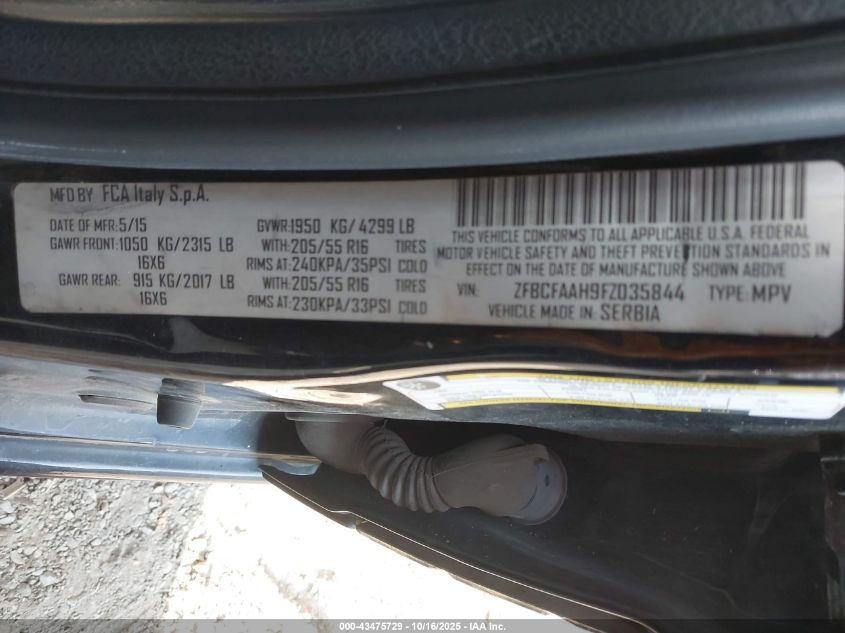 MFD BY FCA Italy S.p.A.
DATE OF MFR:5/15 GVWR:1950 KG/4299 LB
GAWR FRONT:1050 KG/2315 LB WITH:205/55 R16 TIRES
16X6 RIMS AT:240KPA/35PSI COLD
GAWR REAR: 915 KG/2017 LB WITH:205/55 R16 TIRES
16X6 RIMS AT:230KPA/33PSI COLD
THIS VEHICLE CONFORMS TO ALL APPLICABLE U.S.A. FEDERAL
MOTOR VEHICLE SAFETY AND THEFT PREVENTION STANDARDS IN
EFFECT ON THE DATE OF MANUFACTURE SHOWN ABOVE
VIN: ZFBCFAAH9FZ035844 TYPE: MPV
VEHICLE MADE IN: SERBIA
000-43475729 - 10/16/2025 - IAA Inc.